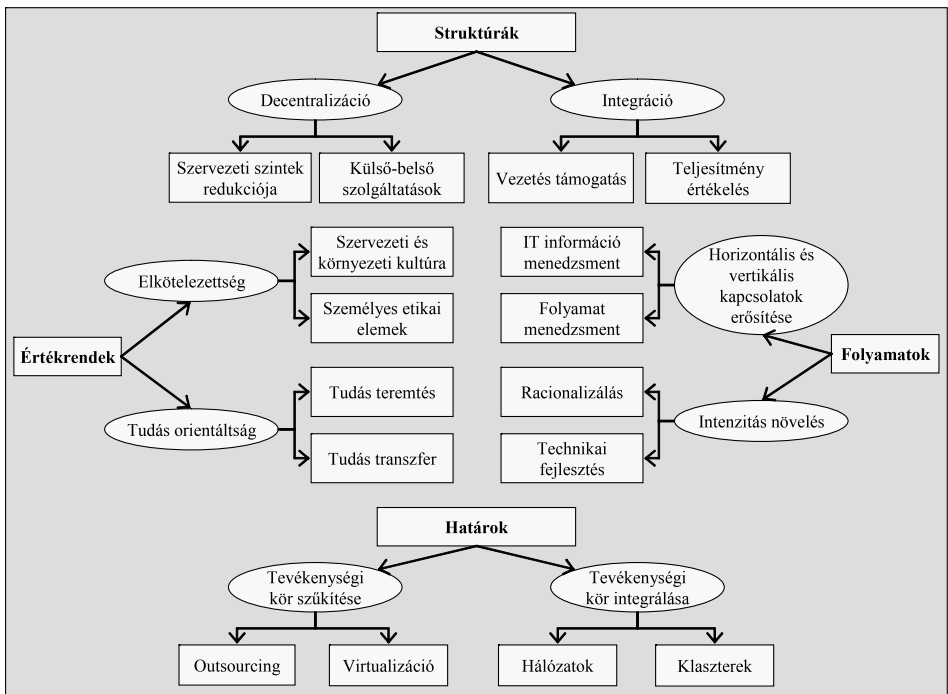 Struktúrák
Decentralizáció
Integráció
Szervezeti szintek
redukciója
Külső-belső
szolgáltatások
Vezetés támogatás
Teljesítmény
értékelés
Szervezeti és
környezeti kultúra
IT információ
menedzsment
Horizontális és
vertikális
kapcsolatok
erősítése
Elkötelezettség
Személyes etikai
elemek
Folyamat
menedzsment
Értékrendek
Folyamatok
Tudás teremtés
Racionalizálás
Tudás orientáltság
Intenzitás növelés
Tudás transzfer
Technikai
fejlesztés
Határok
Tevékenységi
kör szűkítése
Tevékenységi
kör integrálása
Outsourcing
Virtualizáció
Hálózatok
Klaszterek